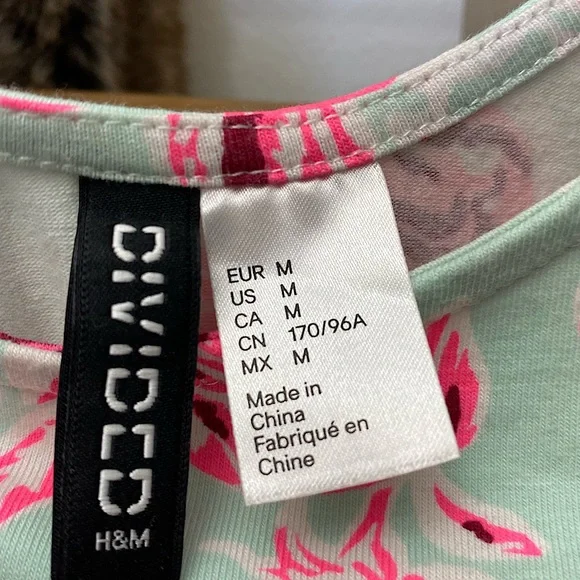 DIVIDED
H&M
EUR M
US M
CA M
CN 170/96A
MX M
Made in
China
Fabriqué en
Chine